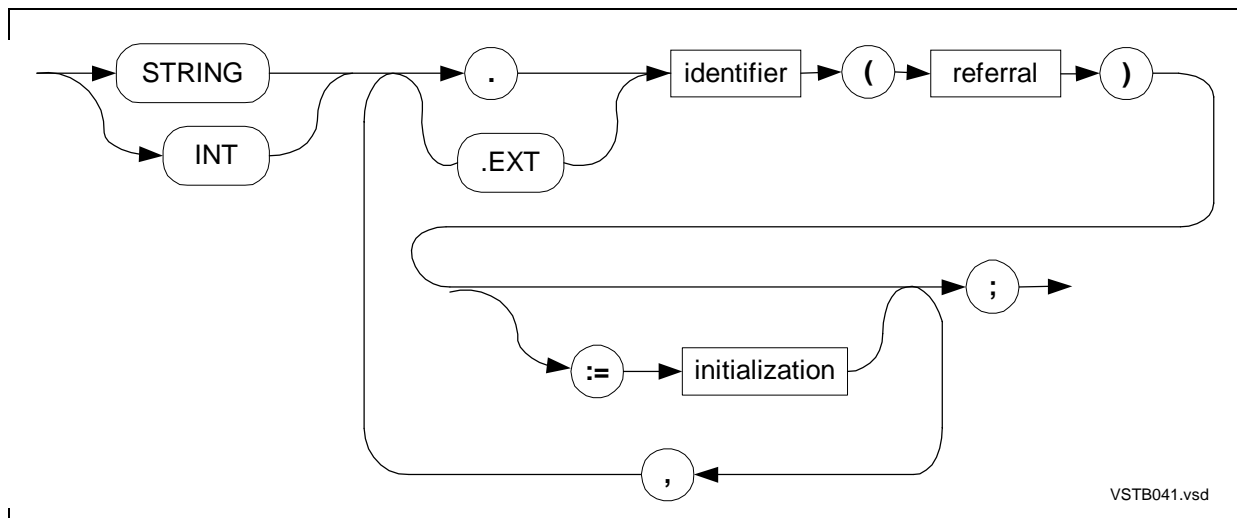 STRING
.
identifier
(
referral
)
INT
.EXT
;
:=
initialization
,
VSTB041.vsd